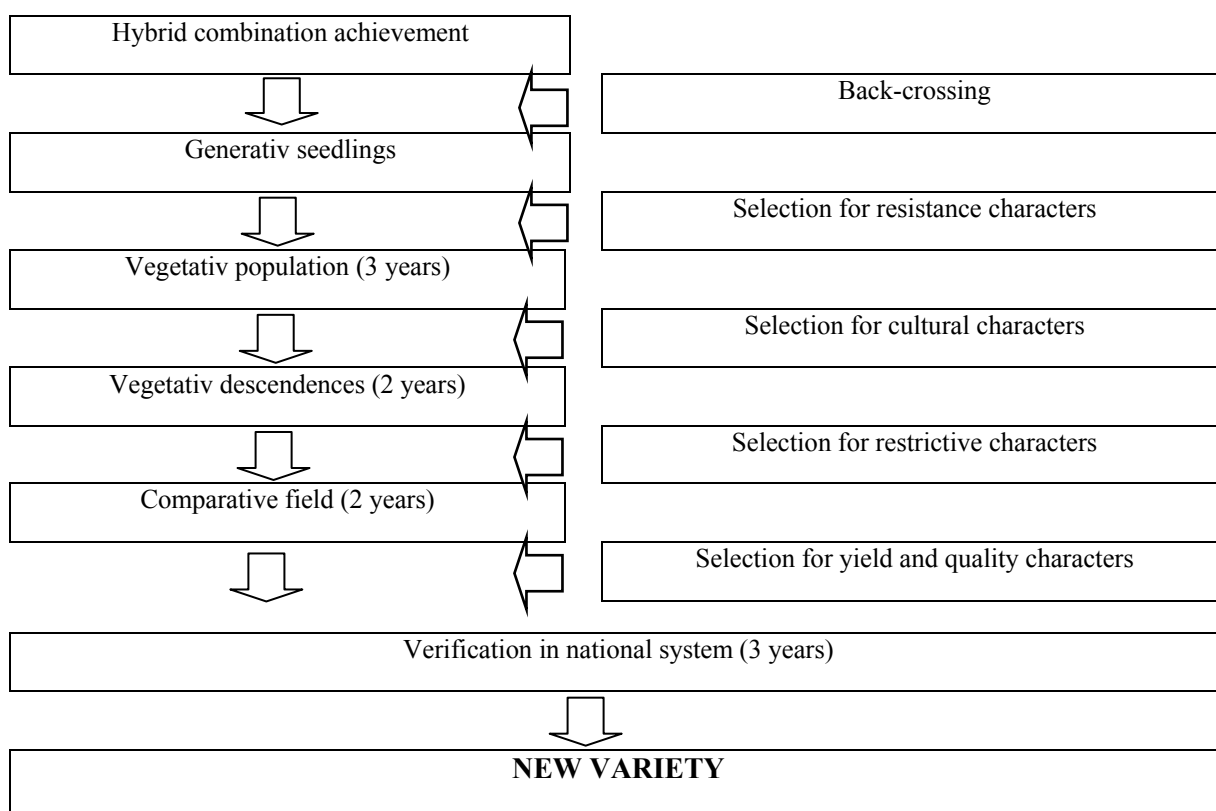 Hybrid combination achievement
Back-crossing
Generativ seedlings
Selection for resistance characters
Vegetativ population (3 years)
Selection for cultural characters
Vegetativ descendences (2 years)
Selection for restrictive characters
Comparative field (2 years)
Selection for yield and quality characters
Verification in national system (3 years)
NEW VARIETY